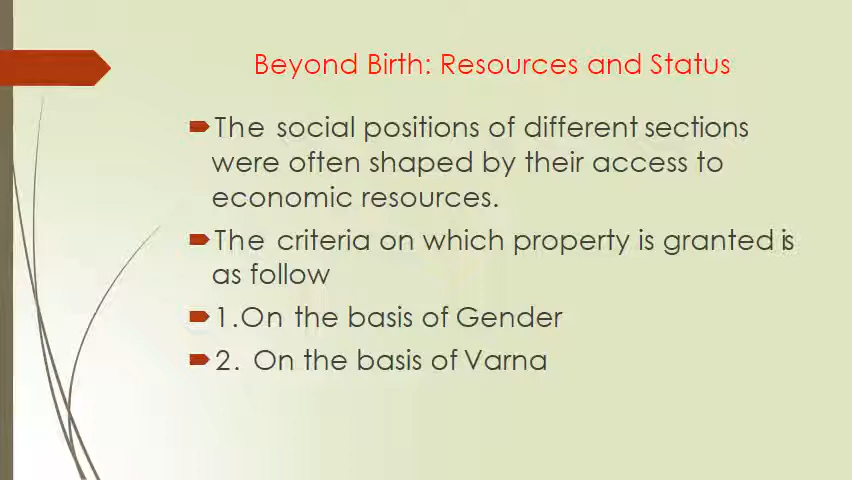 Beyond Birth: Resources and Status
The social positions of different sections
were often shaped by their access to
economic resources.
The criteria on which property is granted is
as follow
1.On the basis of Gender
2. On the basis of Varna